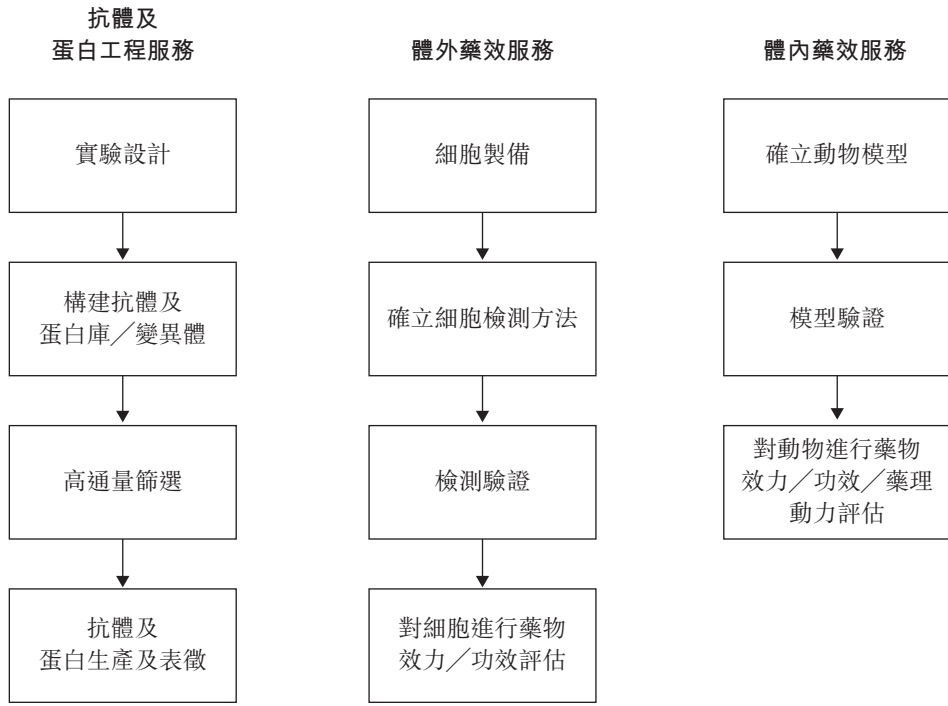 抗體及
蛋白工程服務
實驗設計
構建抗體及
蛋白庫／變異體
高通量篩選
抗體及
蛋白生產及表徵
體外藥效服務
細胞製備
確立細胞檢測方法
檢測驗證
對細胞進行藥物
效力／功效評估
體內藥效服務
確立動物模型
模型驗證
對動物進行藥物
效力／功效／藥理
動力評估